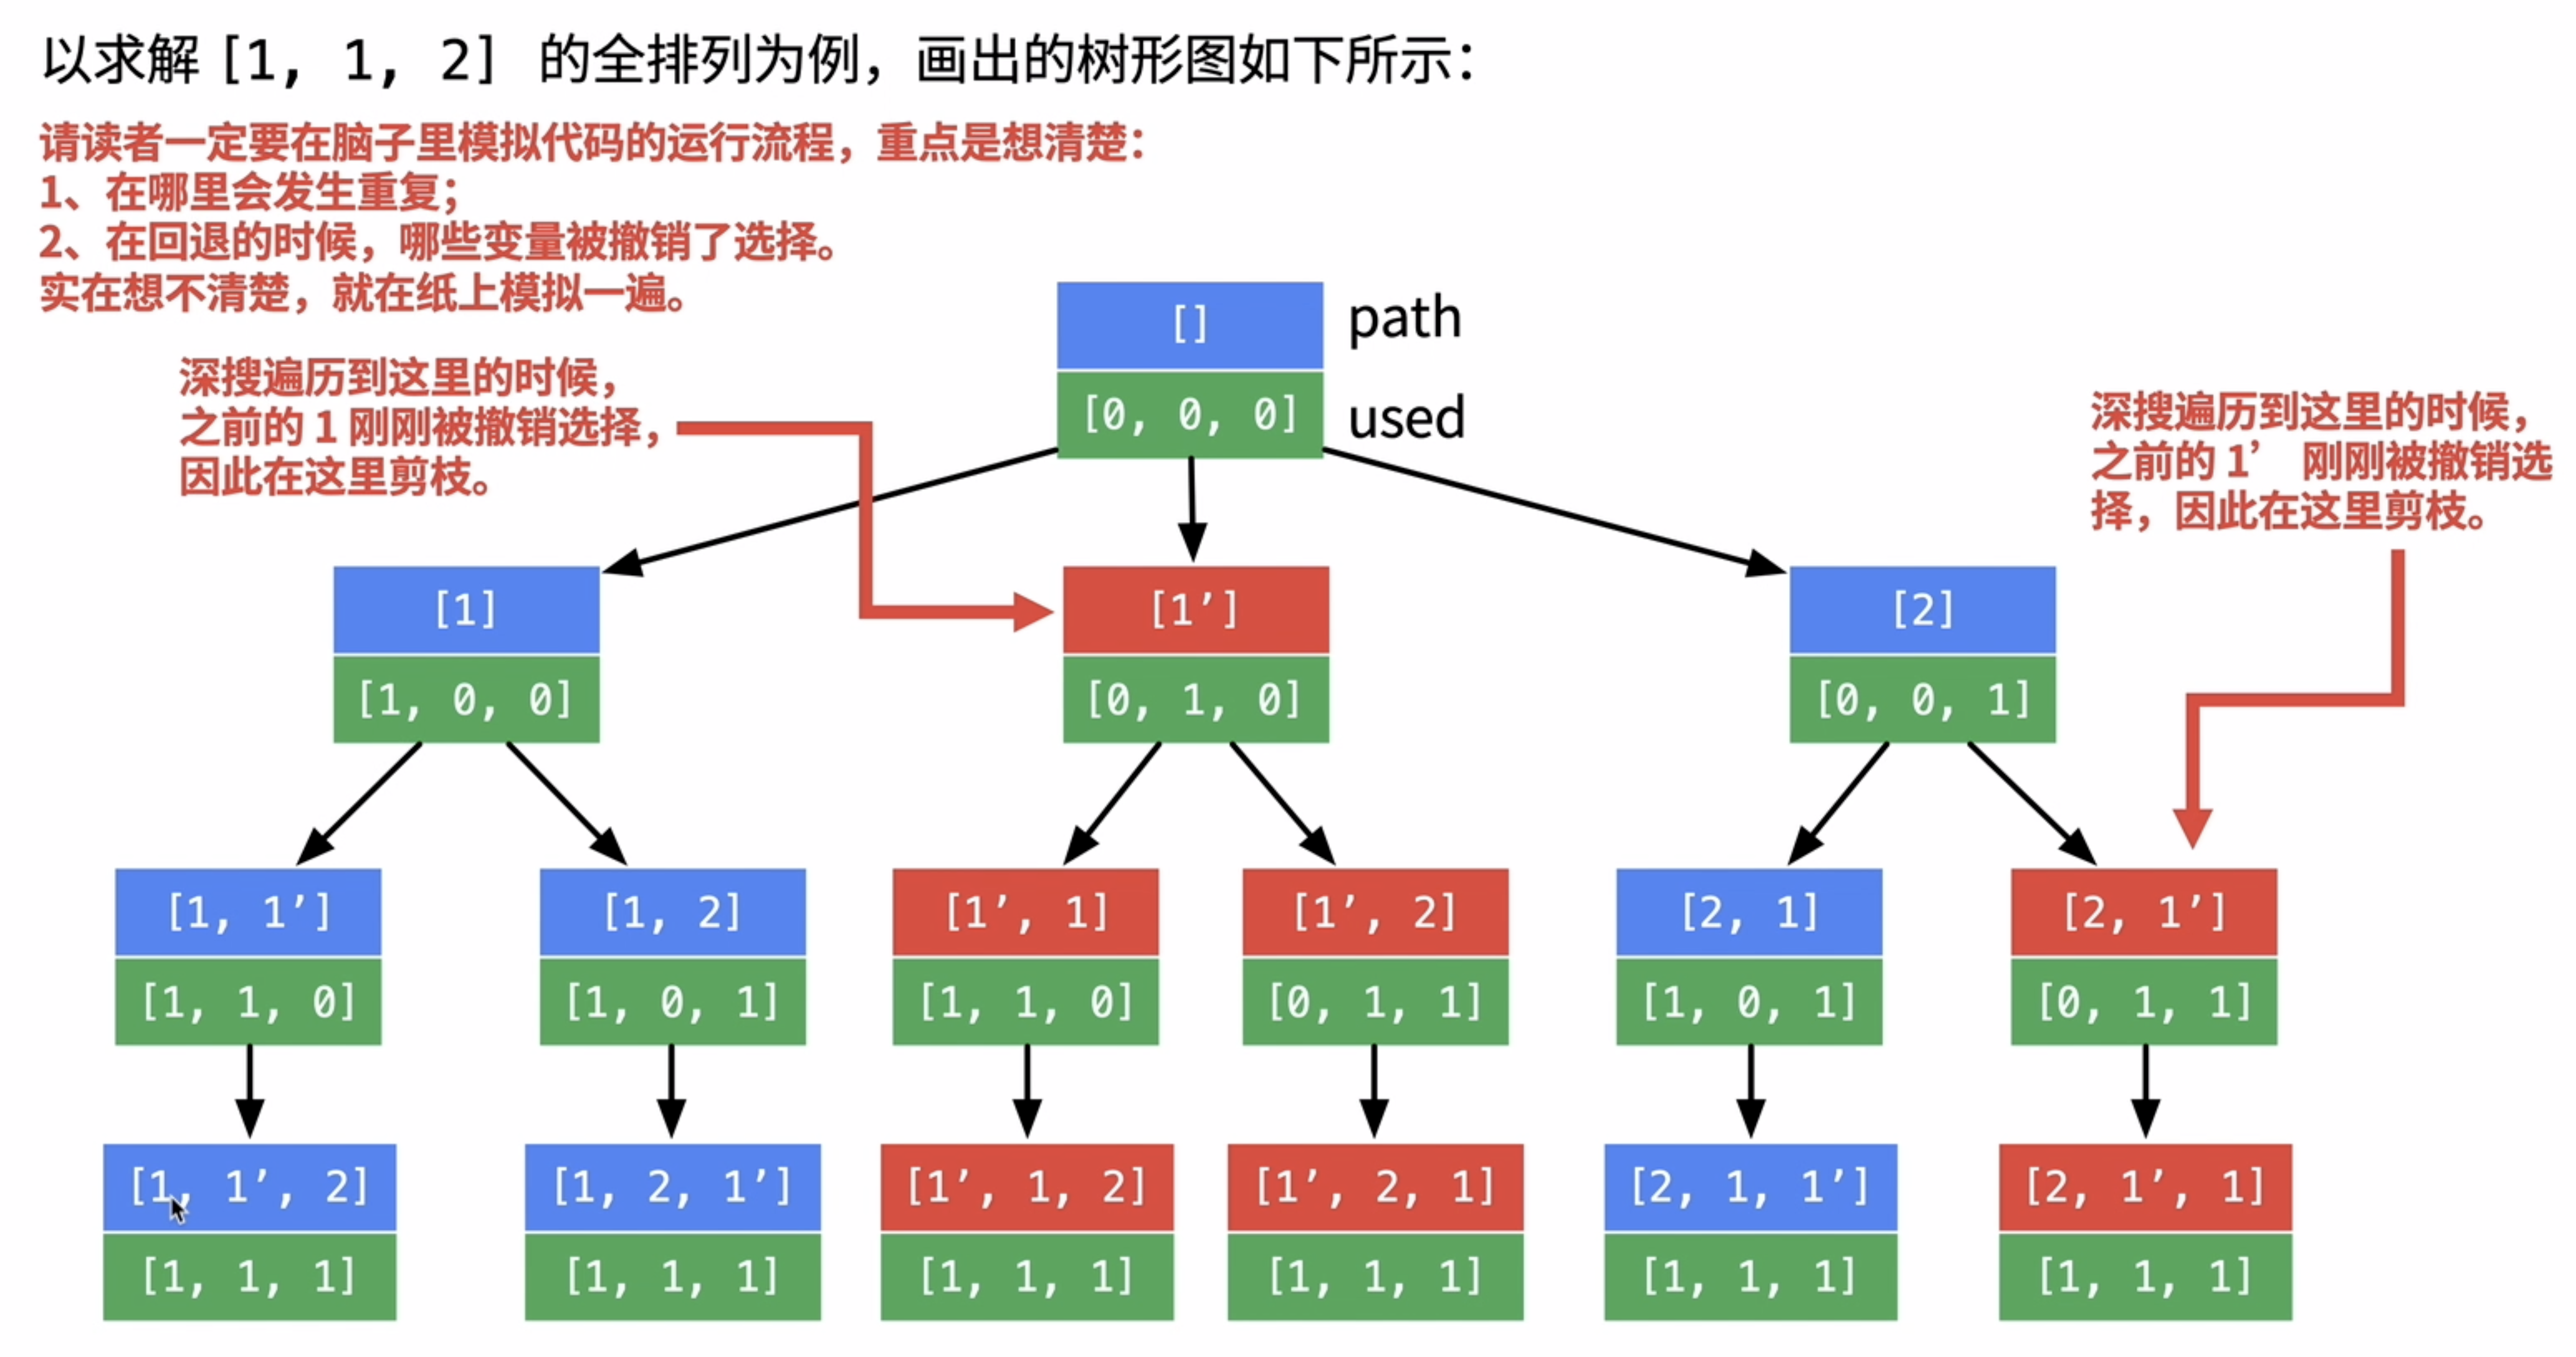 以求解 [1, 1, 2] 的全排列为例，画出的树形图如下所示：
请读者一定要在脑子里模拟代码的运行流程，重点是想清楚：
1、在哪里会发生重复；
2、在回退的时候，哪些变量被撤销了选择。
实在想不清楚，就在纸上模拟一遍。
深搜遍历到这里的时候，
之前的 1 刚刚被撤销选择，
因此在这里剪枝。
[] path
[0, 0, 0] used
深搜遍历到这里的时候，
之前的 1’ 刚刚被撤销选
择，因此在这里剪枝。
[1] [1’] [2]
[1, 0, 0] [0, 1, 0] [0, 0, 1]
[1, 1’] [1, 2] [1’, 1] [1’, 2] [2, 1] [2, 1’]
[1, 1, 0] [1, 0, 1] [1, 1, 0] [0, 1, 1] [1, 0, 1] [0, 1, 1]
[1, 1’, 2] [1, 2, 1’] [1’, 1, 2] [1’, 2, 1] [2, 1, 1’] [2, 1’, 1]
[1, 1, 1] [1, 1, 1] [1, 1, 1] [1, 1, 1] [1, 1, 1] [1, 1, 1]